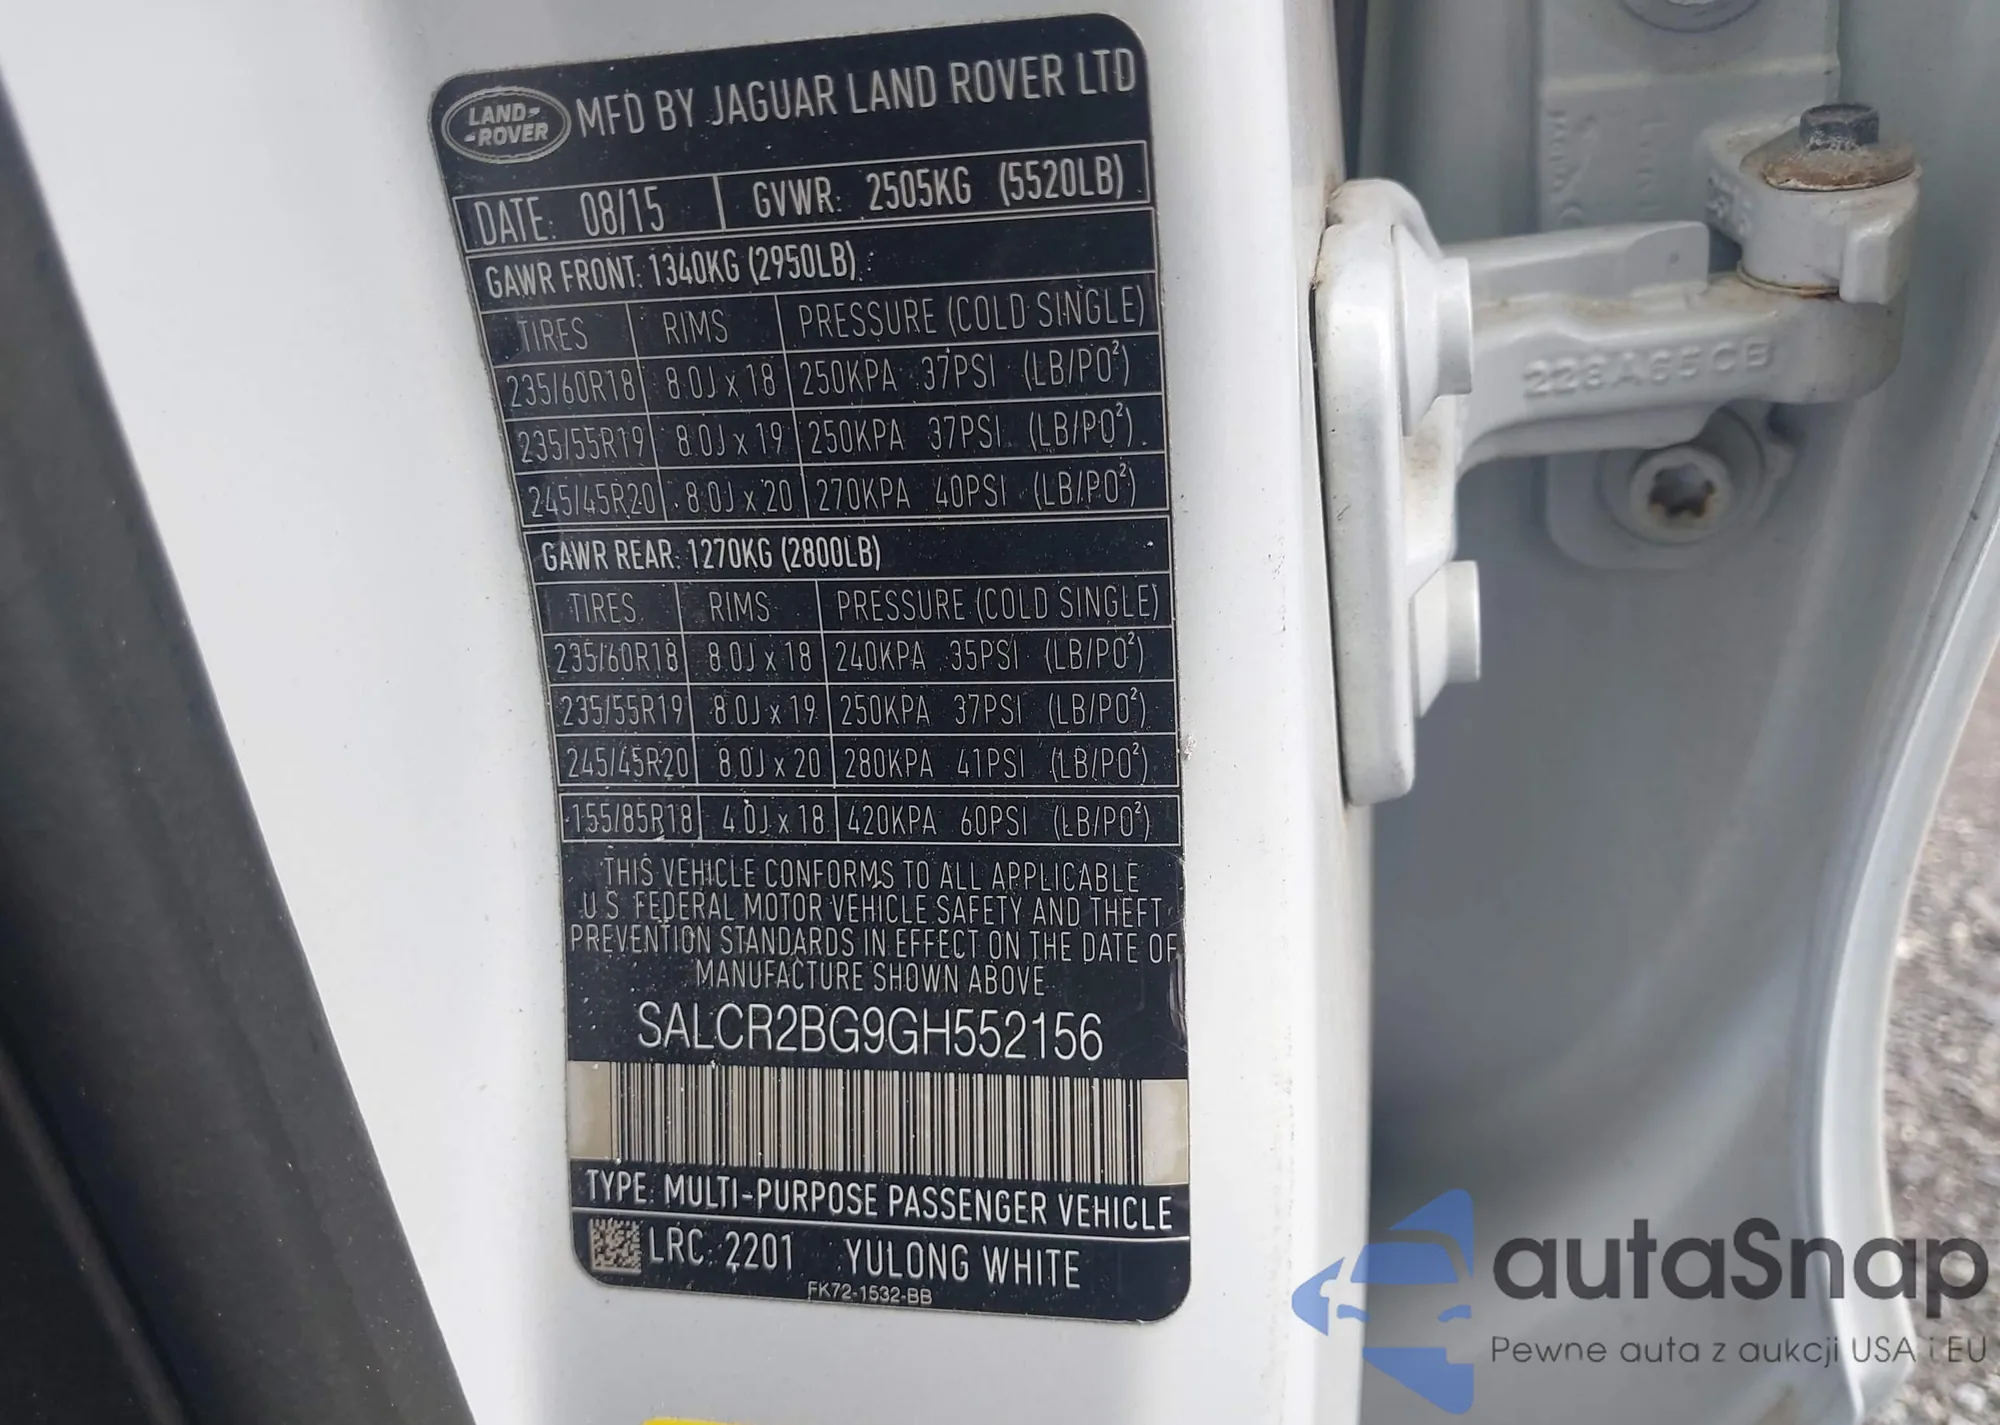 LAND-
-ROVER
MFD BY JAGUAR LAND ROVER LTD
DATE: 08/15 GVWR: 2505KG (5520LB)
GAWR FRONT: 1340KG (2950LB)
TIRES RIMS PRESSURE (COLD SINGLE)
235/60R18 8.0J x 18 250KPA 37PSI (LB/PO²)
235/55R19 8.0J x 19 250KPA 37PSI (LB/PO²)
245/45R20 8.0J x 20 270KPA 40PSI (LB/PO²)
GAWR REAR: 1270KG (2800LB)
TIRES RIMS PRESSURE (COLD SINGLE)
235/60R18 8.0J x 18 240KPA 35PSI (LB/PO²)
235/55R19 8.0J x 19 250KPA 37PSI (LB/PO²)
245/45R20 8.0J x 20 280KPA 41PSI (LB/PO²)
155/85R18 4.0J x 18 420KPA 60PSI (LB/PO²)
THIS VEHICLE CONFORMS TO ALL APPLICABLE
U.S. FEDERAL MOTOR VEHICLE SAFETY AND THEFT
PREVENTION STANDARDS IN EFFECT ON THE DATE OF
MANUFACTURE SHOWN ABOVE
SALCR2BG9GH552156
TYPE: MULTI-PURPOSE PASSENGER VEHICLE
LRC: 2201 YULONG WHITE
FK72-1532-BB
autoSnap
Pewne auta z aukcji USA i EU